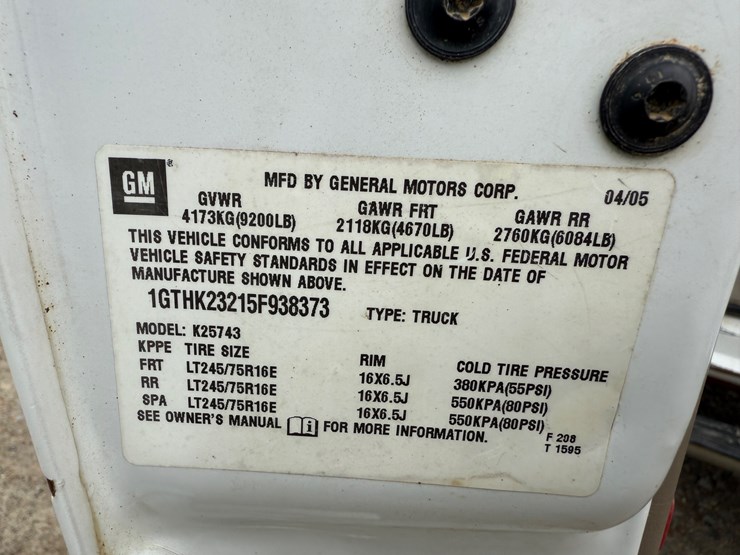 GM ®
MFD BY GENERAL MOTORS CORP. 04/05
GVWR GAWR FRT GAWR RR
4173KG(9200LB) 2118KG(4670LB) 2760KG(6084LB)
THIS VEHICLE CONFORMS TO ALL APPLICABLE U.S. FEDERAL MOTOR
VEHICLE SAFETY STANDARDS IN EFFECT ON THE DATE OF
MANUFACTURE SHOWN ABOVE.
1GTHK23215F938373 TYPE: TRUCK
MODEL: K25743
KPPE TIRE SIZE RIM COLD TIRE PRESSURE
FRT LT245/75R16E 16X6.5J 380KPA(55PSI)
RR LT245/75R16E 16X6.5J 550KPA(80PSI)
SPA LT245/75R16E 16X6.5J 550KPA(80PSI)
SEE OWNER'S MANUAL i FOR MORE INFORMATION.
F 208
T 1595